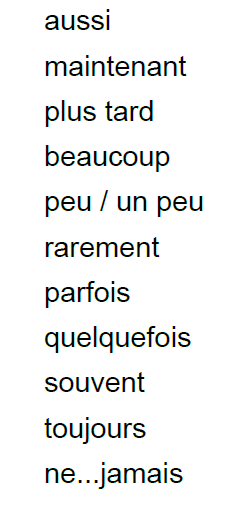 aussi
maintenant
plus tard
beaucoup
peu / un peu
rarement
parfois
quelquefois
souvent
toujours
ne...jamais